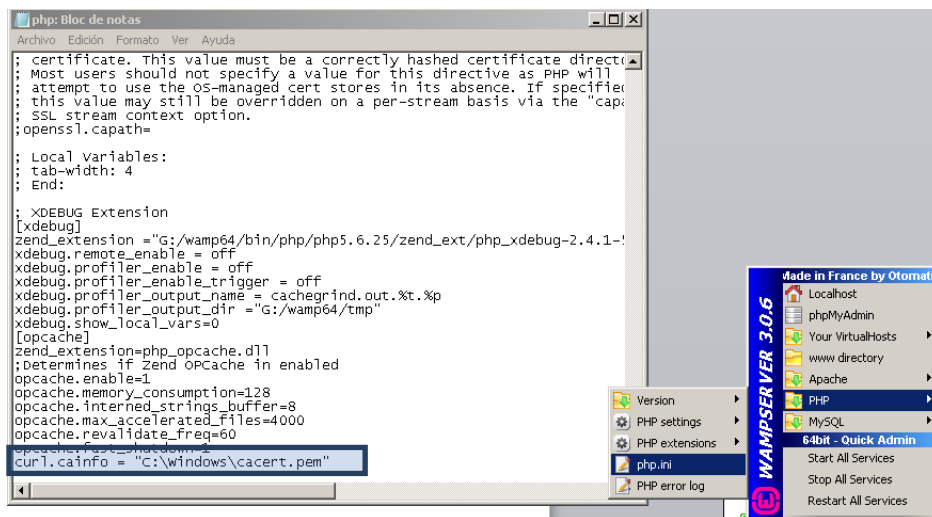 php: Bloc de notas
Archivo Edición Formato Ver Ayuda
; certificate. This value must be a correctly hashed certificate
; Most users should not specify a value for this directive as PHP will
; attempt to use the OS-managed cert stores in its absence. If
; this value may still be overridden on a per-stream basis via the
; SSL stream context option.
;openssl.capath=
; Local Variables:
; tab-width: 4
; End:
; XDEBUG Extension
[xdebug]
zend_extension ="G:/wamp64/bin/php/php5.6.25/zend_ext/php_xdebug-2.4.1-
xdebug.remote_enable = off
xdebug.profiler_enable = off
xdebug.profiler_enable_trigger = off
xdebug.profiler_output_name = cachegrind.out.%t.%p
xdebug.profiler_output_dir ="G:/wamp64/tmp"
xdebug.show_local_vars=0
[opcache]
zend_extension=php_opcache.dll
;Determines if Zend OPCache in enabled
opcache.enable=1
opcache.memory_consumption=128
opcache.interned_strings_buffer=8
opcache.max_accelerated_files=4000
opcache.revalidate_freq=60
opcache.fast_shutdown=1
curl.cainfo = "C:\Windows\cacert.pem"
Version
PHP settings
PHP extensions
php.ini
PHP error log
WAMPSERVER 3.0.6
Made in France by
Localhost
phpMyAdmin
Your VirtualHosts
www directory
Apache
PHP
MySQL
64bit - Quick Admin
Start All Services
Stop All Services
Restart All Services